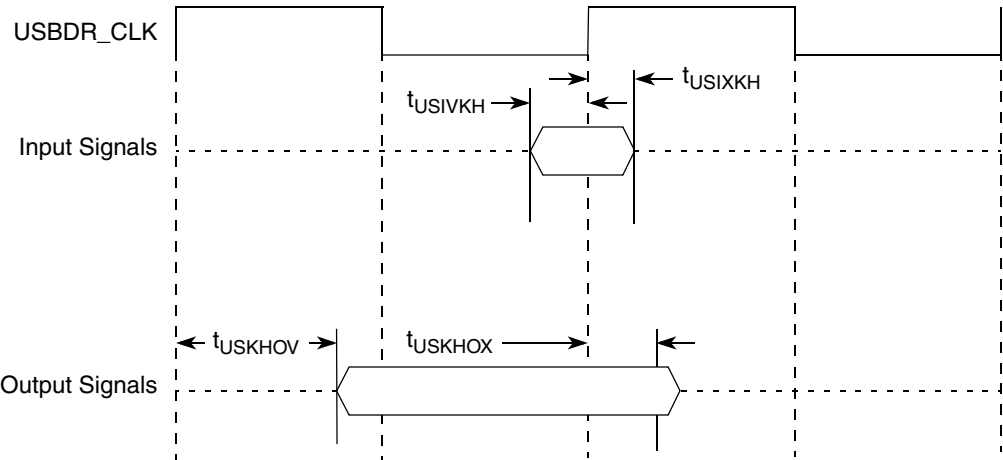 USBDR_CLK
tUSIXKH
tUSIVKH
Input Signals
tUSKHOV
tUSKHOX
Output Signals